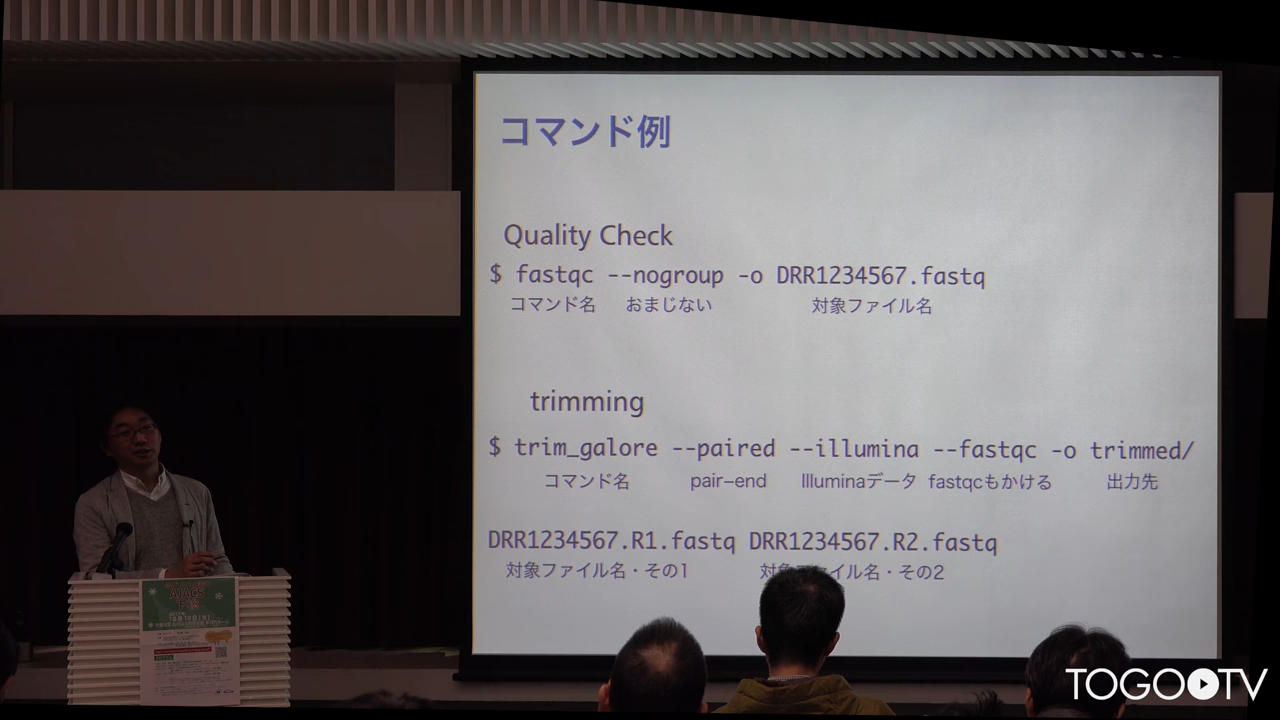 コマンド例
Quality Check
$ fastqc --nogroup -o DRR1234567.fastq
コマンド名 おまじない 対象ファイル名
trimming
$ trim_galore --paired --illumina --fastqc -o trimmed/
コマンド名 pair-end Illuminaデータ fastqcもかける 出力先
DRR1234567.R1.fastq DRR1234567.R2.fastq
対象ファイル名・その1 対象ファイル名・その2
AJACS
TOGOTV